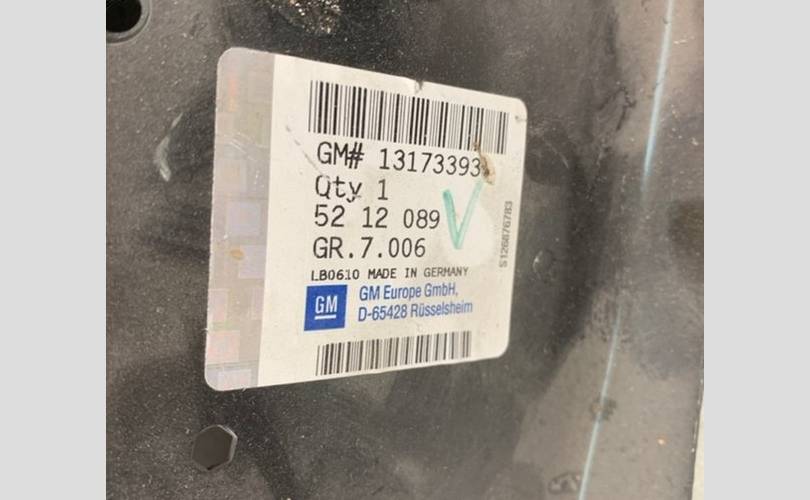 GM# 13173393
Qty 1
52 12 089
GR.7.006
LB0610 MADE IN GERMANY
GM
GM Europe GmbH,
D-65428 Rüsselsheim
S126876783